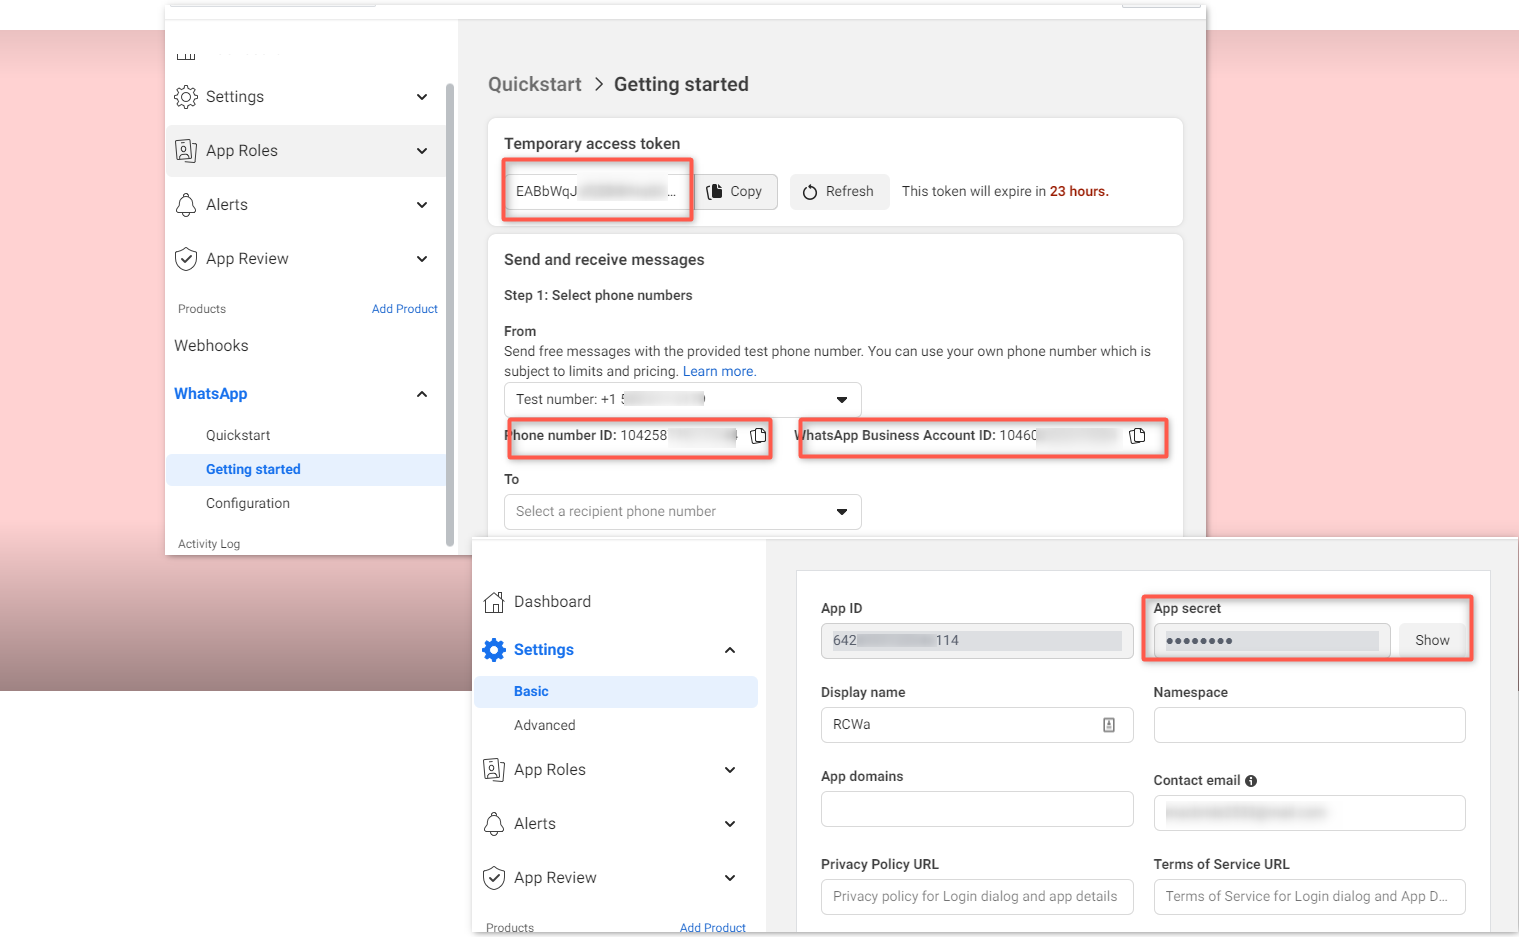 Settings
App Roles
Alerts
App Review
Products Add Product
Webhooks
WhatsApp
Quickstart
Getting started
Configuration
Activity Log
Quickstart > Getting started
Temporary access token
EABbWqJ ... Copy Refresh This token will expire in 23 hours.
Send and receive messages
Step 1: Select phone numbers
From
Send free messages with the provided test phone number. You can use your own phone number which is
subject to limits and pricing. Learn more.
Test number: +1
Phone number ID: 104258 WhatsApp Business Account ID: 10460
To
Select a recipient phone number
Dashboard
Settings
Basic
Advanced
App Roles
Alerts
App Review
Products Add Product
App ID
642 114
App secret
•••••••• Show
Display name
RCWa
Namespace
App domains
Contact email
Privacy Policy URL
Privacy policy for Login dialog and app details
Terms of Service URL
Terms of Service for Login dialog and App D...